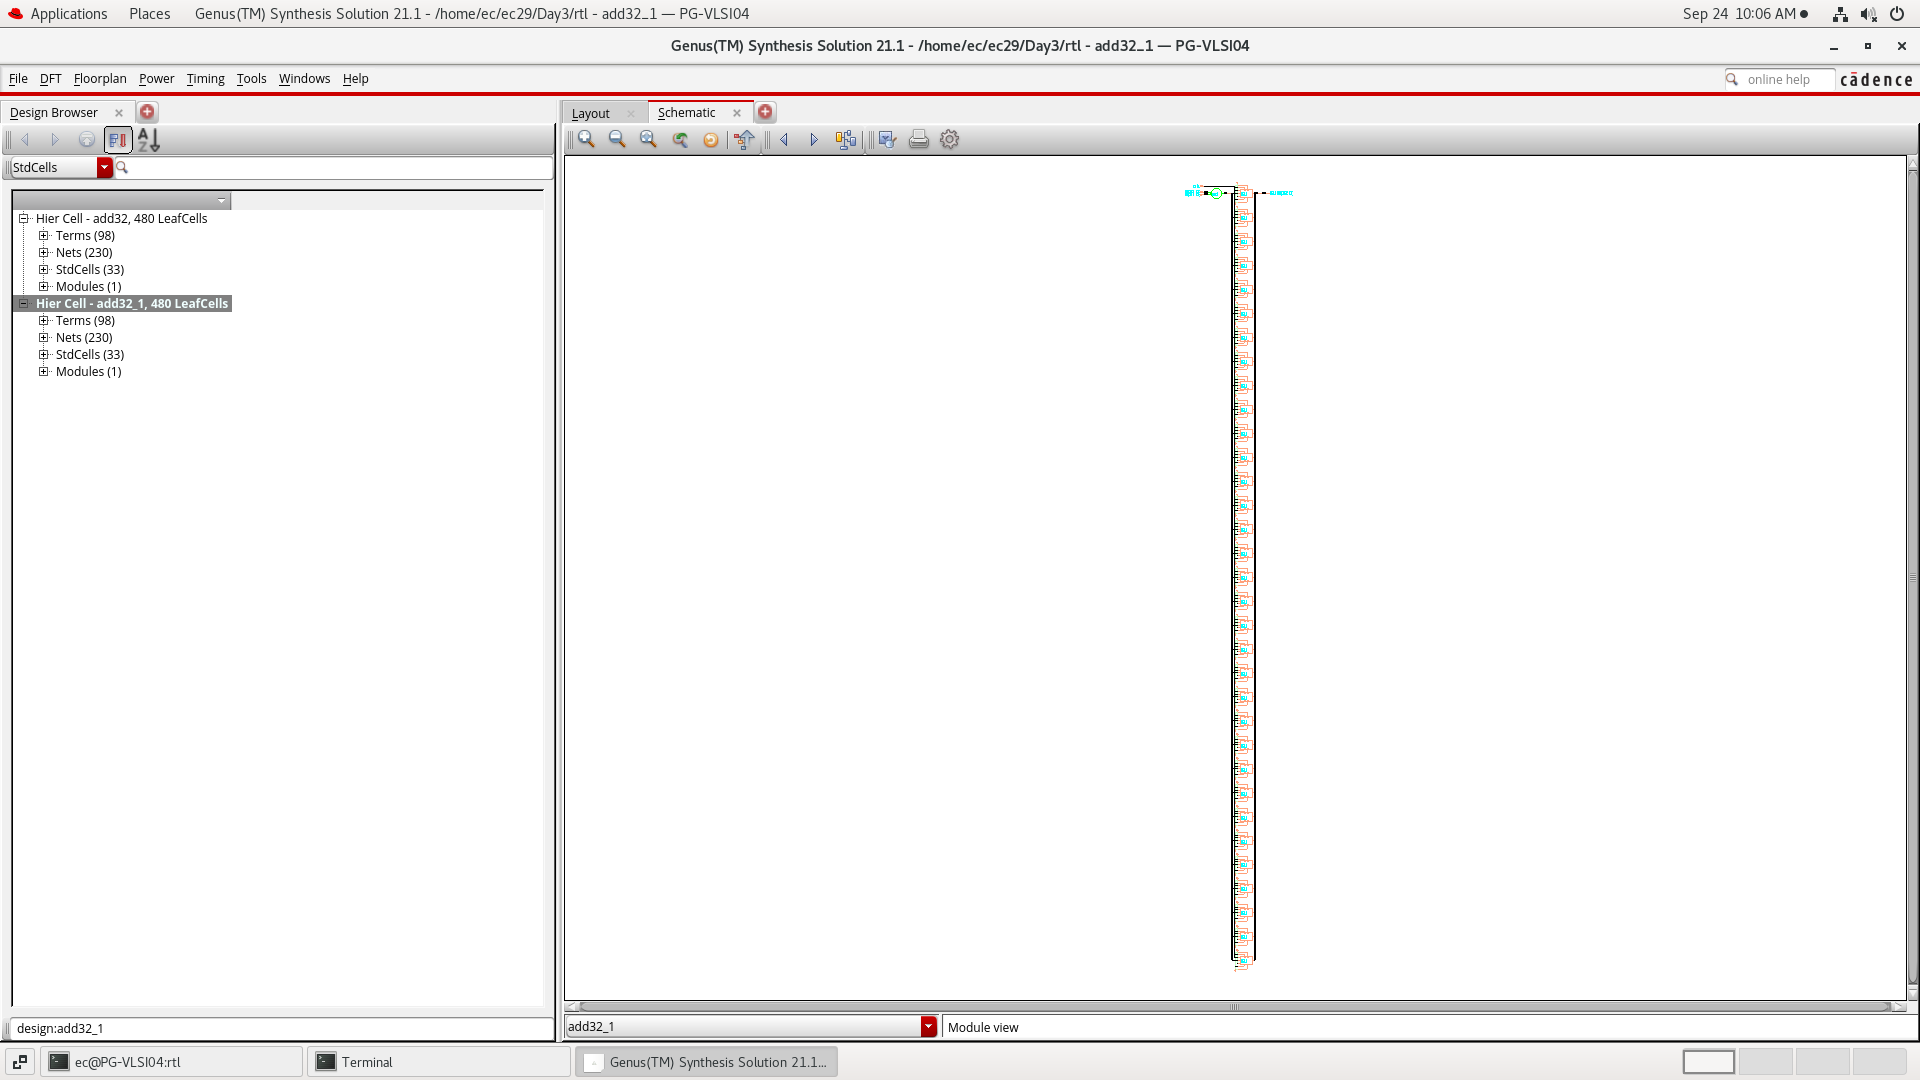 Applications Places Genus(TM) Synthesis Solution 21.1 - /home/ec/ec29/Day3/rtl - add32_1 — PG-VLSI04 Sep 24 10:06 AM
Genus(TM) Synthesis Solution 21.1 - /home/ec/ec29/Day3/rtl - add32_1 — PG-VLSI04
File DFT Floorplan Power Timing Tools Windows Help online help cādence
Design Browser
Layout Schematic
StdCells
Hier Cell - add32, 480 LeafCells
Terms (98)
Nets (230)
StdCells (33)
Modules (1)
Hier Cell - add32_1, 480 LeafCells
Terms (98)
Nets (230)
StdCells (33)
Modules (1)
design:add32_1
add32_1 Module view
ec@PG-VLSI04:rtl Terminal Genus(TM) Synthesis Solution 21.1...